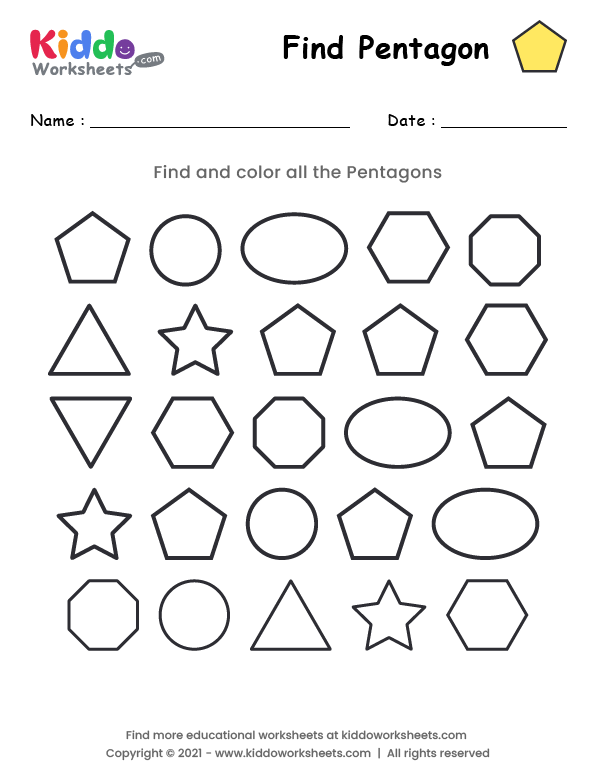 Kiddo
Worksheets.com
Find Pentagon
Name :
Date :
Find and color all the Pentagons
Find more educational worksheets at kiddoworksheets.com
Copyright © 2021 - www.kiddoworksheets.com | All rights reserved